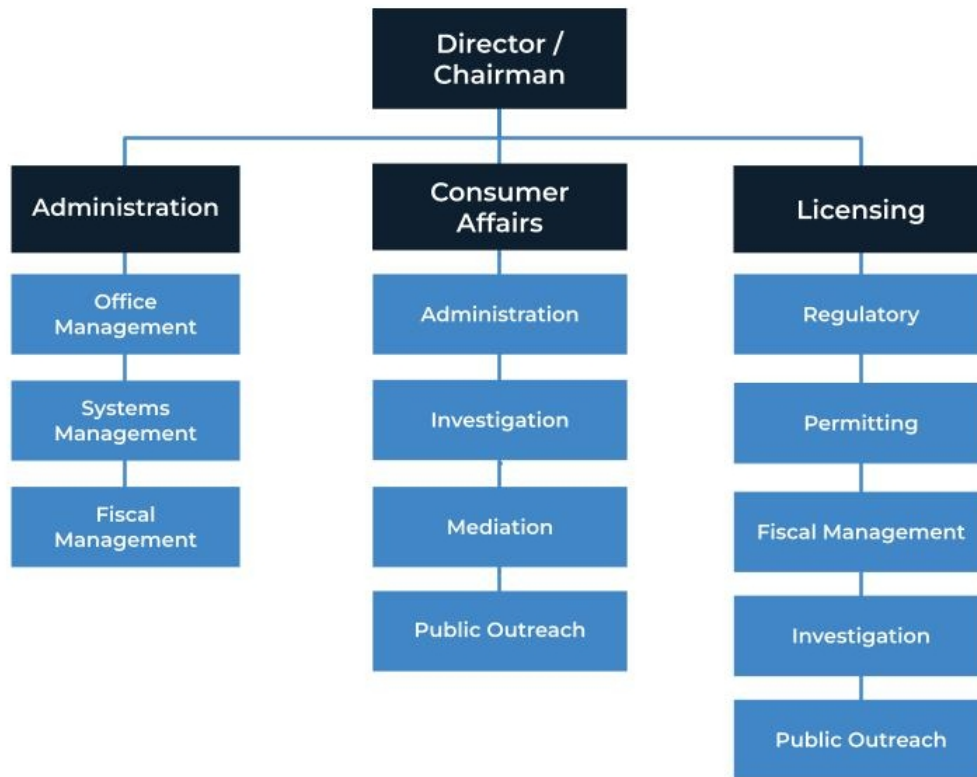 Director /
Chairman
Administration
Office
Management
Systems
Management
Fiscal
Management
Consumer
Affairs
Administration
Investigation
Mediation
Public Outreach
Licensing
Regulatory
Permitting
Fiscal Management
Investigation
Public Outreach